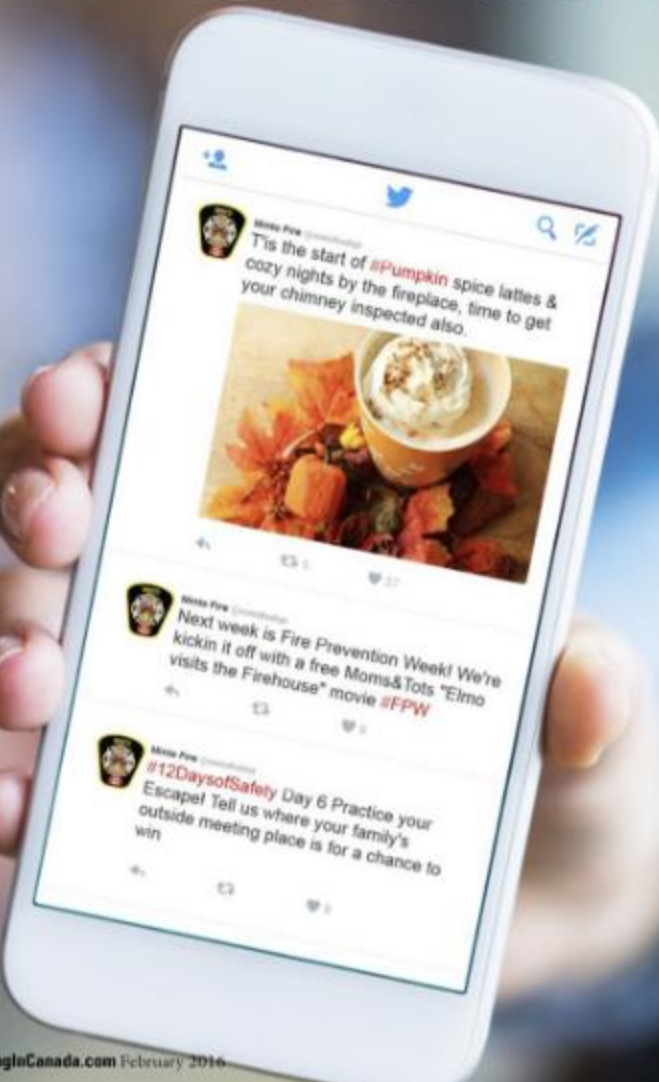 Minto Fire
T'is the start of #Pumpkin spice lattes &
cozy nights by the fireplace, time to get
your chimney inspected also.
Minto Fire
Next week is Fire Prevention Week! We're
kickin it off with a free Moms&Tots "Elmo
visits the Firehouse" movie #FPW
Minto Fire
#12DaysofSafety Day 6 Practice your
Escape! Tell us where your family's
outside meeting place is for a chance to
win
ngInCanada.com February 2016